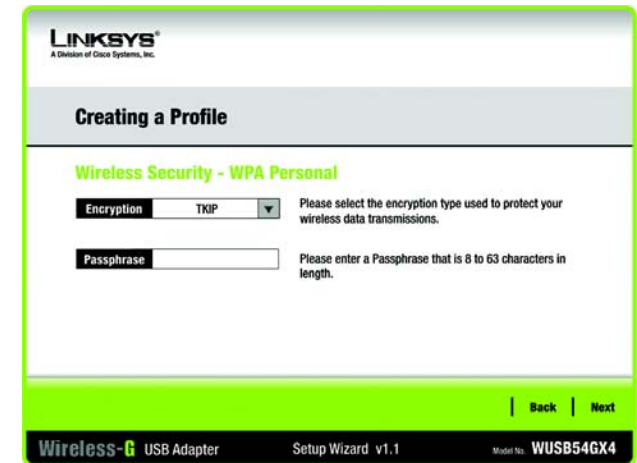 LINKSYS®
A Division of Cisco Systems, Inc.
Creating a Profile
Wireless Security - WPA Personal
Encryption TKIP
Please select the encryption type used to protect your
wireless data transmissions.
Passphrase
Please enter a Passphrase that is 8 to 63 characters in
length.
Back Next
Wireless-G USB Adapter Setup Wizard v1.1 Model No. WUSB54GX4